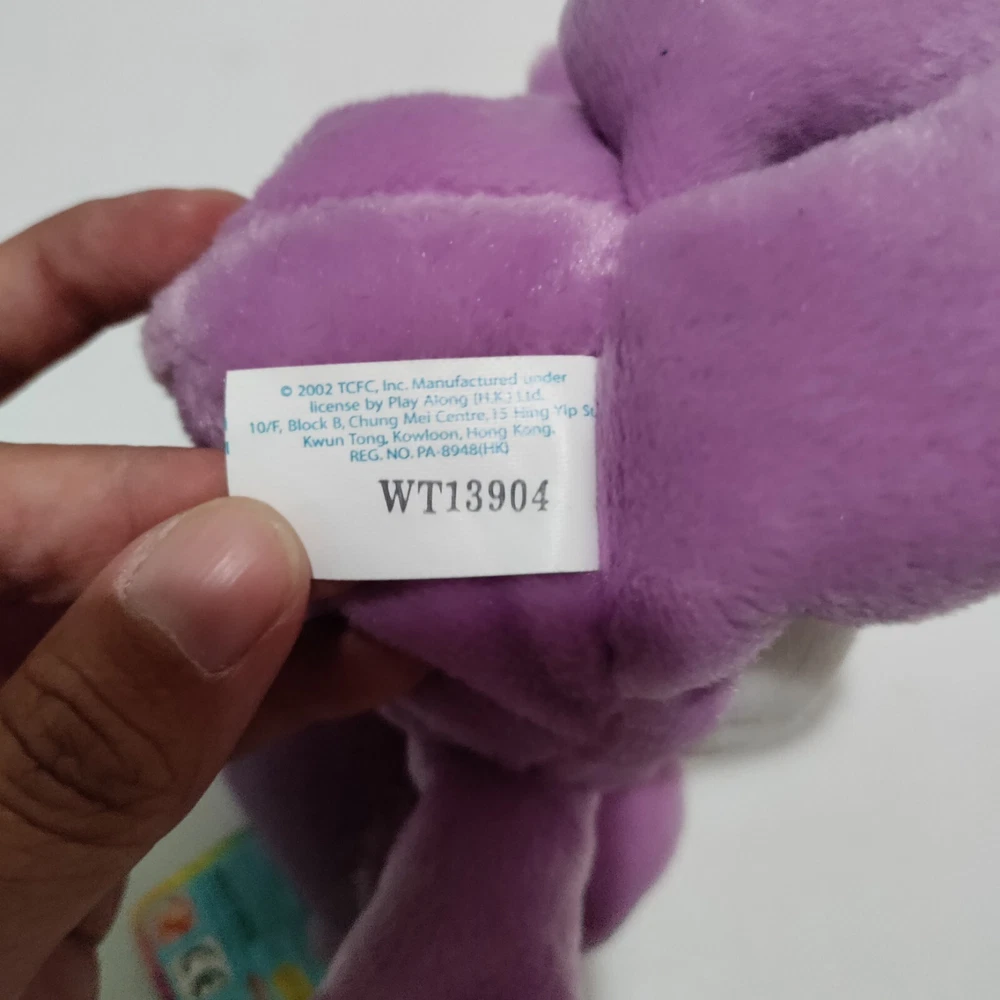 © 2002 TCFC, Inc. Manufactured under
license by Play Along (H.K.) Ltd.
10/F, Block B, Chung Mei Centre, 15 Hing Yip
Kwun Tong, Kowloon, Hong Kong.
REG. NO. PA-8948(HK)
WT13904
CE